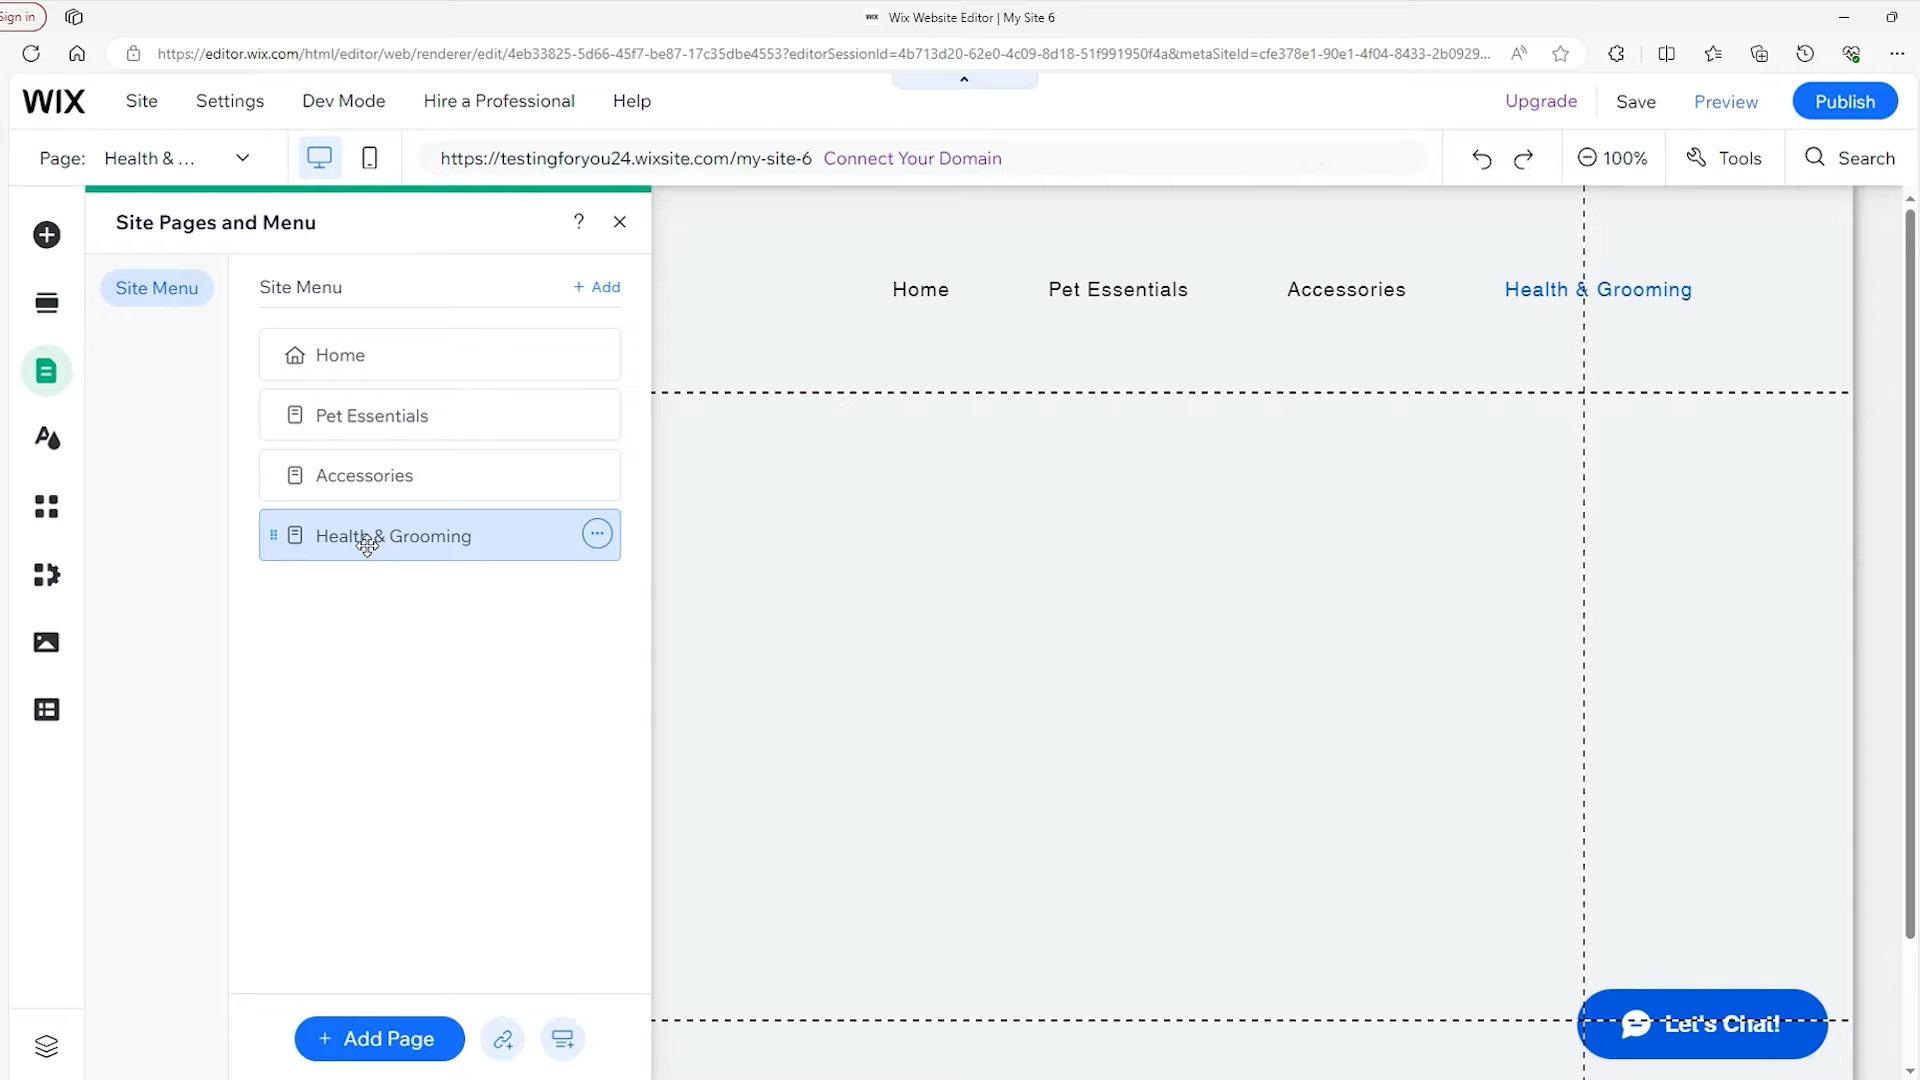 Sign in
WIX Wix Website Editor | My Site 6
https://editor.wix.com/html/editor/web/renderer/edit/4eb33825-5d66-45f7-be87-17c35dbe4553?editorSessionId=4b713d20-62e0-4c09-8d18-51f991950f4a&metaSiteId=cfe378e1-90e1-4f04-8433-2b0929...
WIX Site Settings Dev Mode Hire a Professional Help Upgrade Save Preview Publish
Page: Health & ... https://testingforyou24.wixsite.com/my-site-6 Connect Your Domain 100% Tools Search
Site Pages and Menu ?
Site Menu
Site Menu + Add
Home
Pet Essentials
Accessories
Health & Grooming
+ Add Page
Home Pet Essentials Accessories Health & Grooming
Let's Chat!